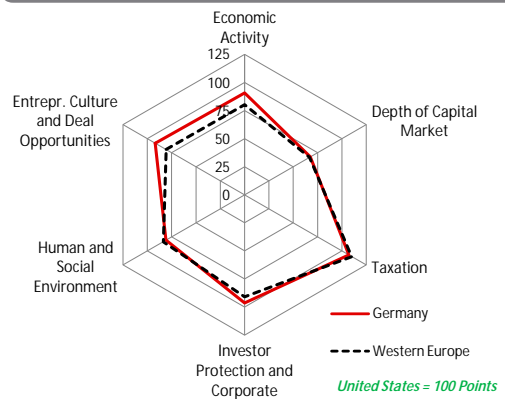 Economic
Activity
125
100
75
50
25
0
Entrepr. Culture
and Deal
Opportunities
Depth of Capital
Market
Human and
Social
Environment
Taxation
Investor
Protection and
Corporate
Germany
Western Europe
United States = 100 Points